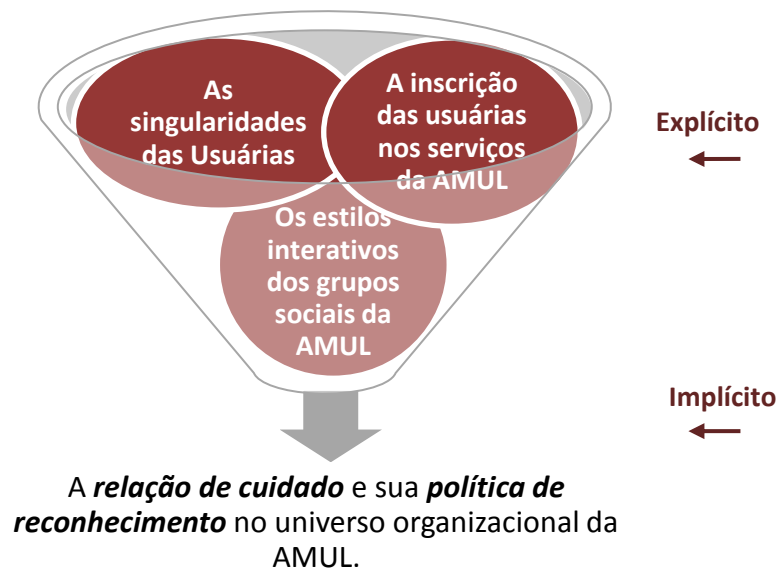 As
singularidades
das Usuárias
A inscrição
das usuárias
nos serviços
da AMUL
Explícito
Os estilos
interativos
dos grupos
sociais da
AMUL
Implícito
A relação de cuidado e sua política de
reconhecimento no universo organizacional da
AMUL.